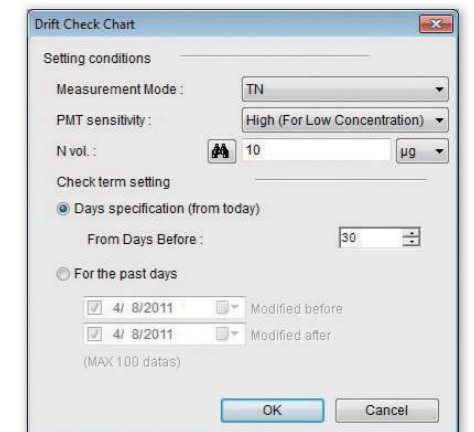 Drift Check Chart
Setting conditions
Measurement Mode : TN
PMT sensitivity : High (For Low Concentration)
N vol. : 10 µg
Check term setting
Days specification (from today)
From Days Before : 30
For the past days
4/ 8/2011 Modified before
4/ 8/2011 Modified after
(MAX 100 datas)
OK Cancel